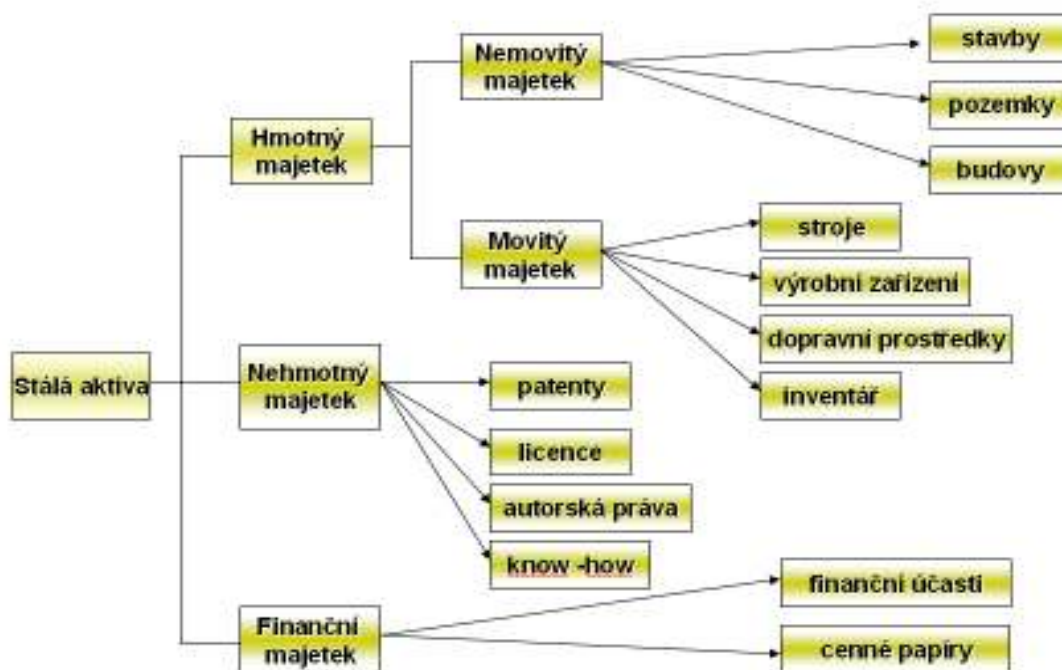 Stálá aktiva
Hmotný
majetek
Nemovitý
majetek
stavby
pozemky
budovy
Movitý
majetek
stroje
výrobní zařízení
dopravní prostředky
inventář
Nehmotný
majetek
patenty
licence
autorská práva
know -how
Finanční
majetek
finanční účasti
cenné papíry